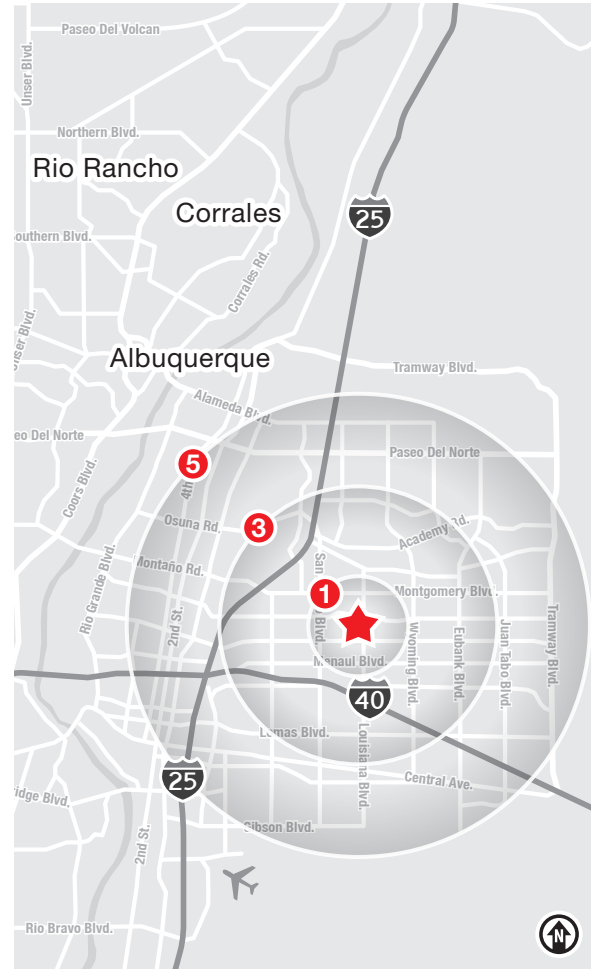 Paseo Del Volcan
Unser Blvd.
Northern Blvd.
Rio Rancho
Corrales
25
outhern Blvd.
Corrales Rd.
nser Blvd.
Albuquerque
Tramway Blvd.
Alameda Blvd.
eo Del Norte
Paseo Del Norte
5
4th
Coors Blvd.
Osuna Rd.
3
Academy Rd.
Montaño Rd.
San
Blvd.
1
Montgomery Blvd.
Rio Grande Blvd.
2nd St.
Menaul Blvd.
Wyoming Blvd.
Eubank Blvd.
Juan Tabo Blvd.
Tramway Blvd.
40
Lomas Blvd.
Louisiana Blvd.
25
Central Ave.
ridge Blvd.
2nd St.
Gibson Blvd.
Rio Bravo Blvd.
N